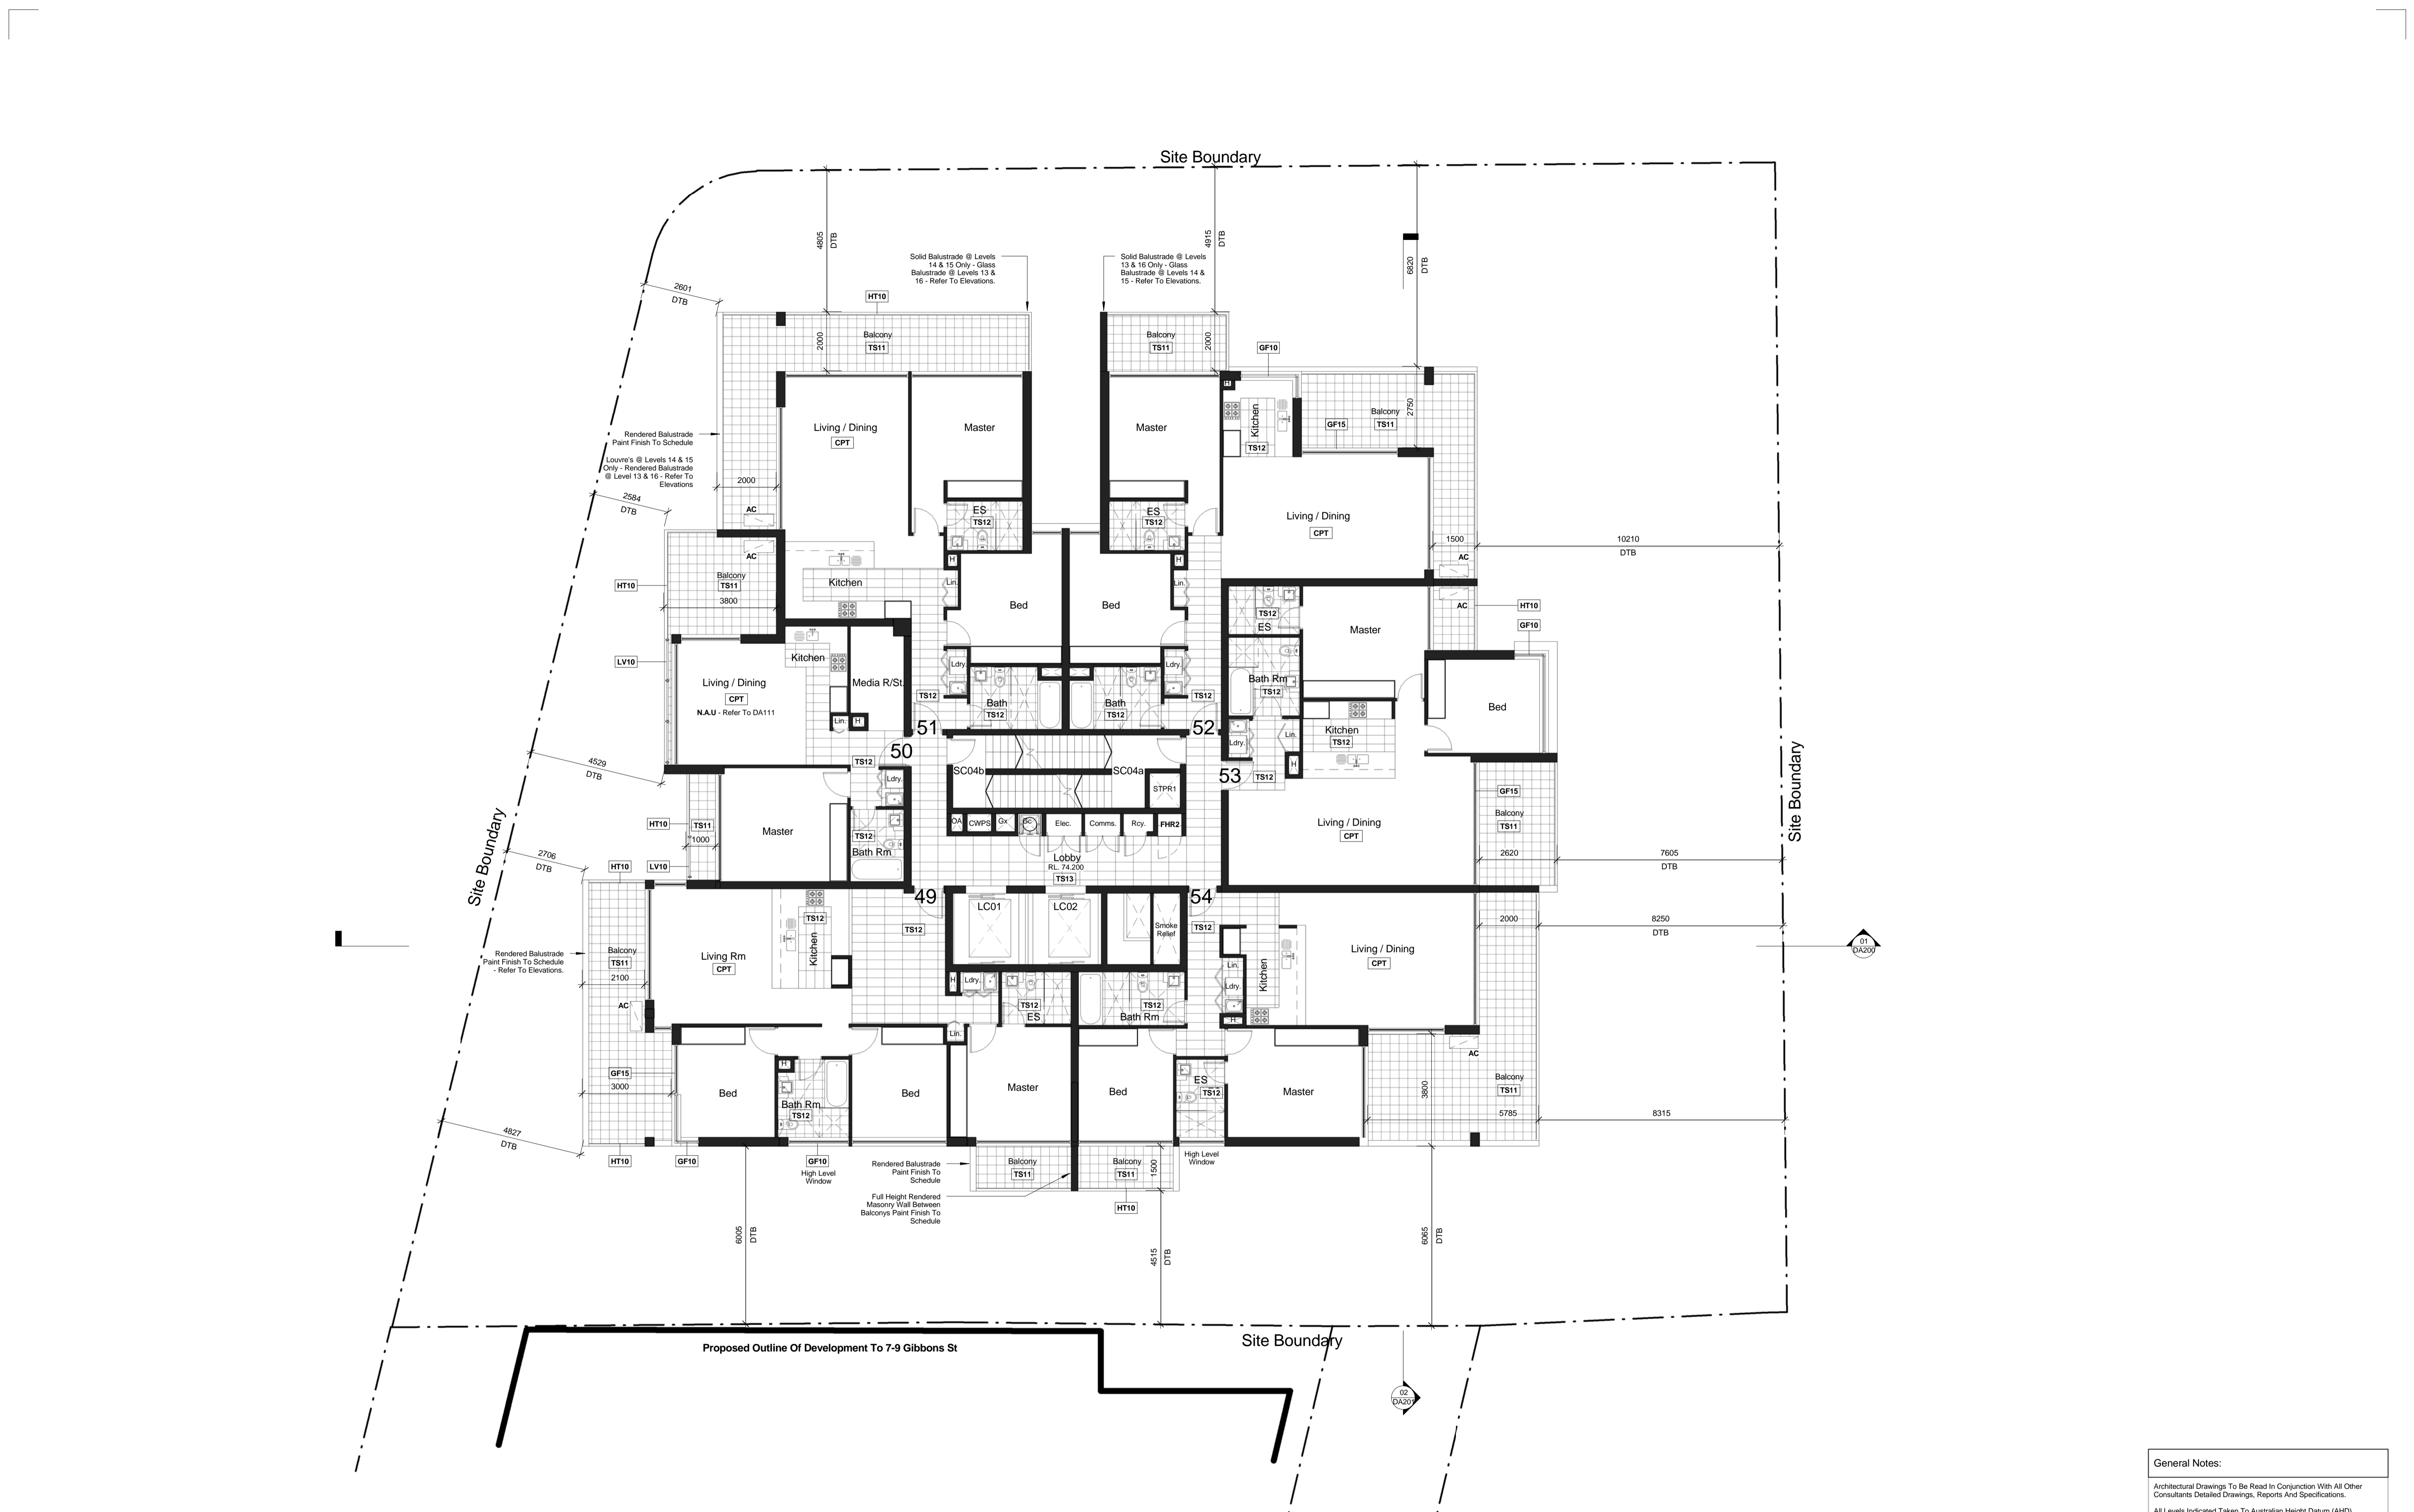 Site Boundary
4805
DTB
4915
DTB
6820
DTB
Solid Balustrade @ Levels
14 & 15 Only - Glass
Balustrade @ Levels 13 &
16 - Refer To Elevations.
Solid Balustrade @ Levels
13 & 16 Only - Glass
Balustrade @ Levels 14 &
15 - Refer To Elevations.
2601
DTB
HT10
Balcony
TS11
2000
Balcony
TS11
2000
GF10
H
Living / Dining
CPT
Master
Master
Kitchen
TS12
GF15
Balcony
TS11
2750
Rendered Balustrade
Paint Finish To Schedule
Louvre's @ Levels 14 & 15
Only - Rendered Balustrade
@ Level 13 & 16 - Refer To
Elevations
2000
2584
DTB
AC
ES
TS12
ES
TS12
Living / Dining
CPT
1500
10210
DTB
AC
AC
Balcony
TS11
HT10
3800
H
Lin.
Kitchen
Bed
Bed
H
Lin.
TS12
ES
Master
AC
HT10
GF10
Kitchen
LV10
Living / Dining
CPT
N.A.U - Refer To DA111
Media R/St.
Lin.
H
Ldry.
TS12
Bath
TS12
Bath
TS12
Ldry.
TS12
Bath Rm
TS12
Bed
51
52
50
Kitchen
TS12
Ldry.
Lin.
H
4529
DTB
TS12
Ldry.
SC04b
SC04a
STPR1
53
TS12
Site Boundary
GF15
Balcony
TS11
HT10
TS11
1000
Master
TS12
Bath Rm
OA
CWPS
Gx
Gc
Elec.
Comms.
Rcy.
FHR2
Living / Dining
CPT
Lobby
RL. 74.200
TS13
2620
7605
DTB
Site Boundary
2706
DTB
HT10
LV10
49
LC01
LC02
54
Smoke
Relief
TS12
Kitchen
TS12
TS12
2000
8250
DTB
Rendered Balustrade
Paint Finish To Schedule
- Refer To Elevations.
Balcony
TS11
2100
AC
Living Rm
CPT
Living / Dining
CPT
Kitchen
Lin.
Ldry.
H
01
DA200
H
Ldry.
TS12
ES
TS12
Bath Rm
Lin.
AC
GF15
3000
Bed
H
Bath Rm
TS12
Bed
Master
Bed
ES
TS12
Master
3800
Balcony
TS11
5785
8315
4827
DTB
HT10
GF10
GF10
High Level
Window
Rendered Balustrade
Paint Finish To
Schedule
Balcony
TS11
Balcony
TS11
1500
High Level
Window
Full Height Rendered
Masonry Wall Between
Balconys Paint Finish To
Schedule
HT10
6005
DTB
4515
DTB
6065
DTB
Site Boundary
Proposed Outline Of Development To 7-9 Gibbons St
02
DA201
General Notes:
Architectural Drawings To Be Read In Conjunction With All Other
Consultants Detailed Drawings, Reports And Specifications.
All Levels Indicated Taken To Australian Height Datum (AHD)